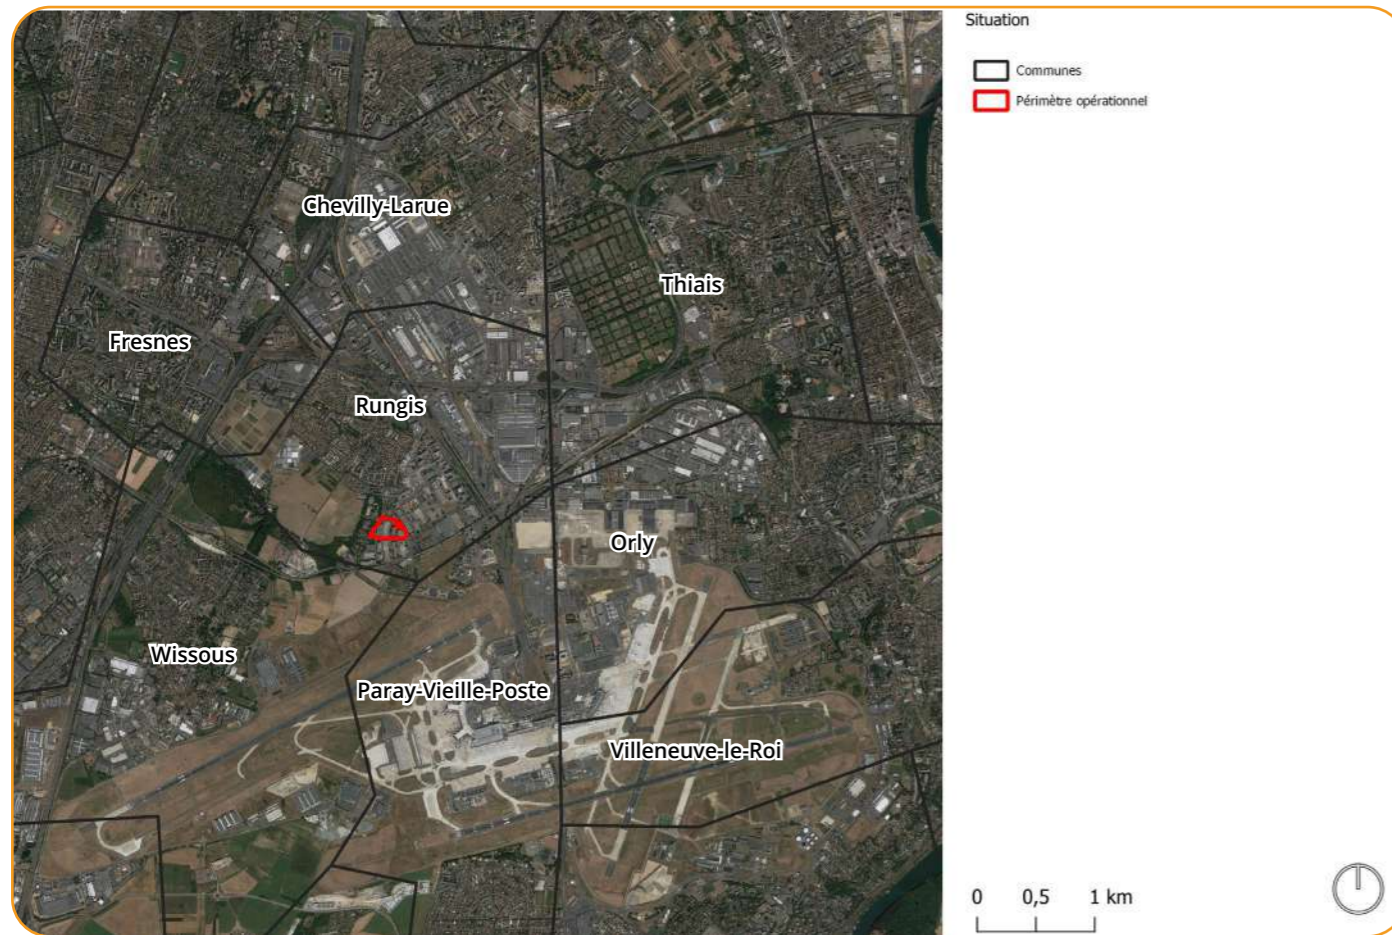 Situation
Communes
Périmètre opérationnel
Chevilly-Larue
Thiais
Fresnes
Rungis
Orly
Wissous
Paray-Vieille-Poste
Villeneuve-le-Roi
0 0,5 1 km